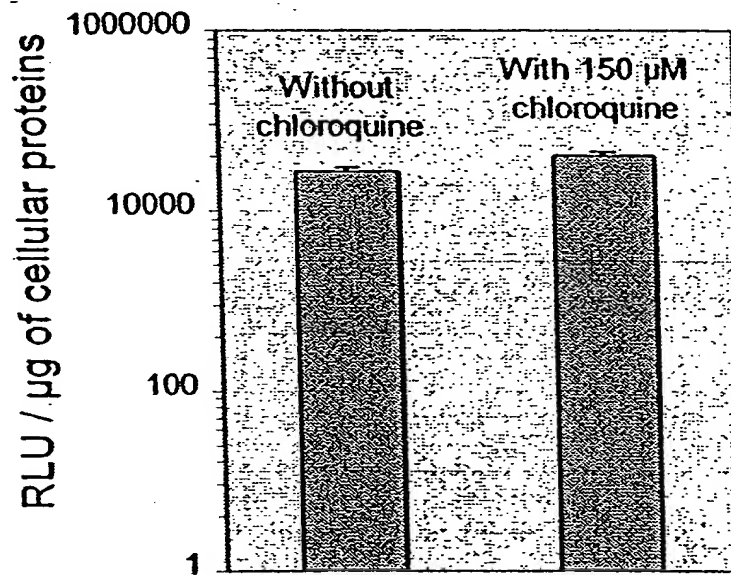 1000000
10000
100
1
RLU / µg of cellular proteins
Without
chloroquine
With 150 µM
chloroquine